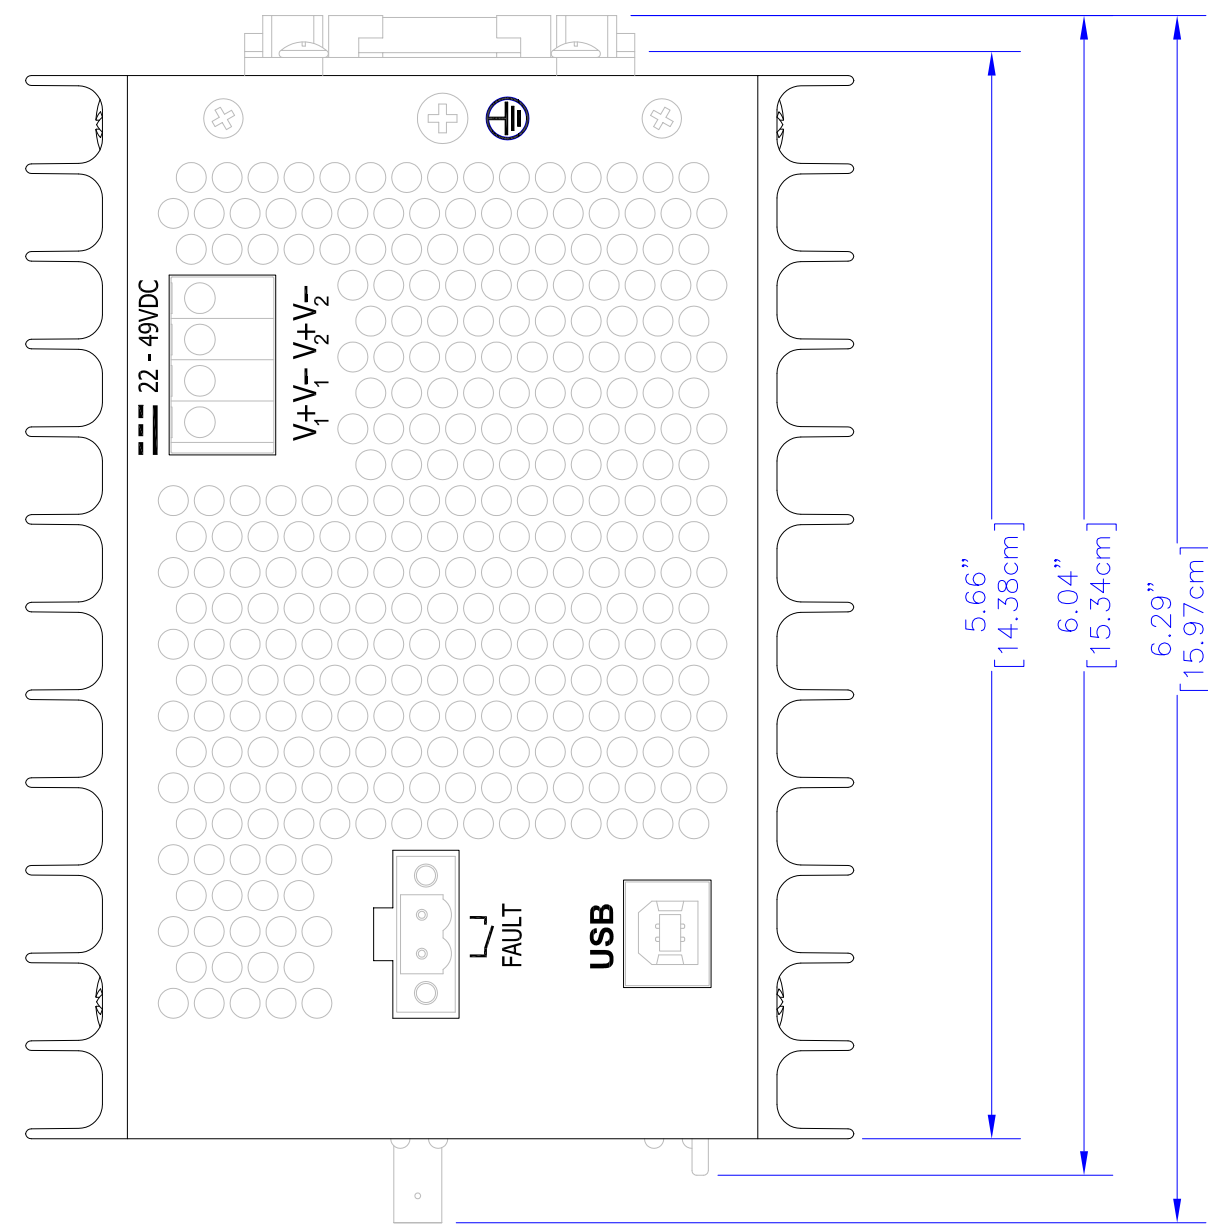 22 - 49VDC
V1+V1- V2+V2-
FAULT
USB
5.66”
[14.38cm]
6.04”
[15.34cm]
6.29”
[15.97cm]